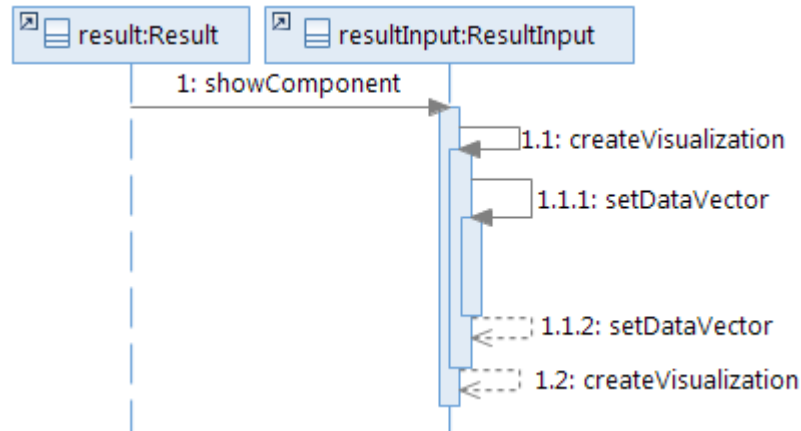 result:Result
resultInput:ResultInput
1: showComponent
1.1: createVisualization
1.1.1: setDataVector
1.1.2: setDataVector
1.2: createVisualization